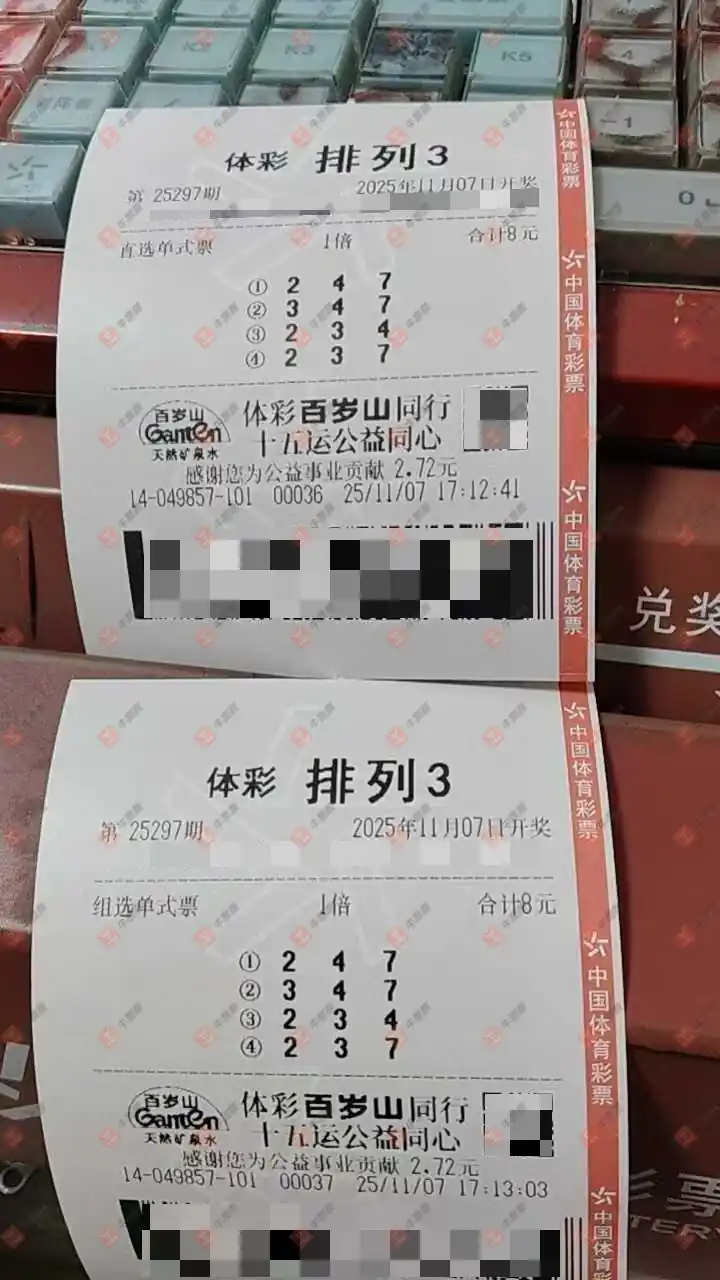 K3
K5
4
1
0
中国体育彩票
体彩 排列3
第 25297期 2025年11月07日开奖
直选单式票 1倍 合计8元
① 2 4 7
② 3 4 7
③ 2 3 4
④ 2 3 7
中国体育彩票
百岁山
Ganten
天然矿泉水
体彩百岁山同行
十五运公益同心
感谢您为公益事业贡献 2.72元
14-049857-101 00036 25/11/07 17:12:41
中国体育彩票
兑奖
体彩 排列3
第 25297期 2025年11月07日开奖
中国体育彩票
组选单式票 1倍 合计8元
① 2 4 7
② 3 4 7
③ 2 3 4
④ 2 3 7
中国体育彩票
百岁山
Ganten
天然矿泉水
体彩百岁山同行
十五运公益同心
感谢您为公益事业贡献 2.72元
14-049857-101 00037 25/11/07 17:13:03
中国体育彩
票
TTERY